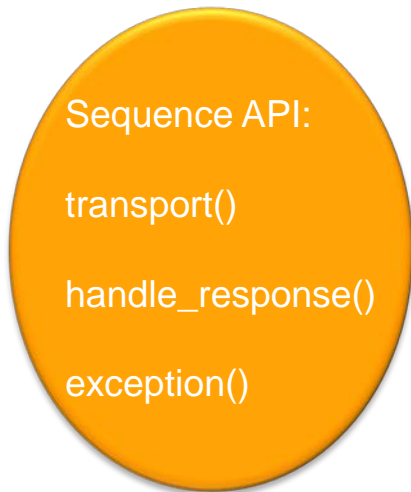 Sequence API:
transport()
handle_response()
exception()